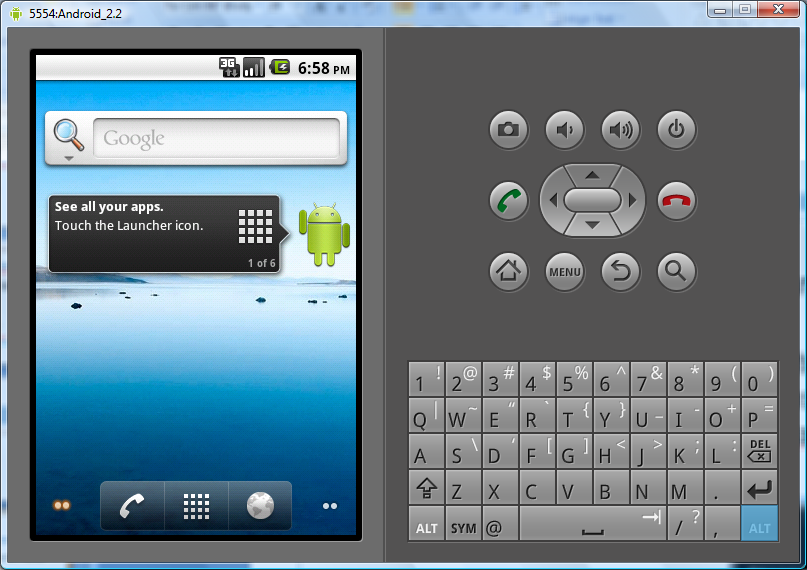 5554:Android_2.2
3G 6:58 PM
Google
See all your apps.
Touch the Launcher icon.
1 of 6
MENU
1 ! 2 @ 3 # 4 $ 5 % 6 ^ 7 & 8 * 9 ( 0 )
Q | W ~ E “ R ` T { Y } U _ I - O + P =
A S \ D ‘ F [ G ] H < J > K ; L : DEL
Z X C V B N M .
ALT SYM @ / ? , ALT